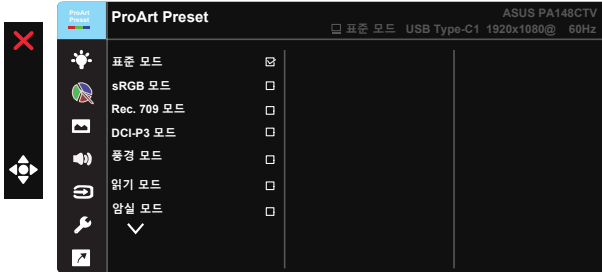 ProArt
Preset
ProArt Preset
ASUS PA148CTV
표준 모드 USB Type-C1 1920x1080@ 60Hz
표준 모드
sRGB 모드
Rec. 709 모드
DCI-P3 모드
풍경 모드
읽기 모드
암실 모드